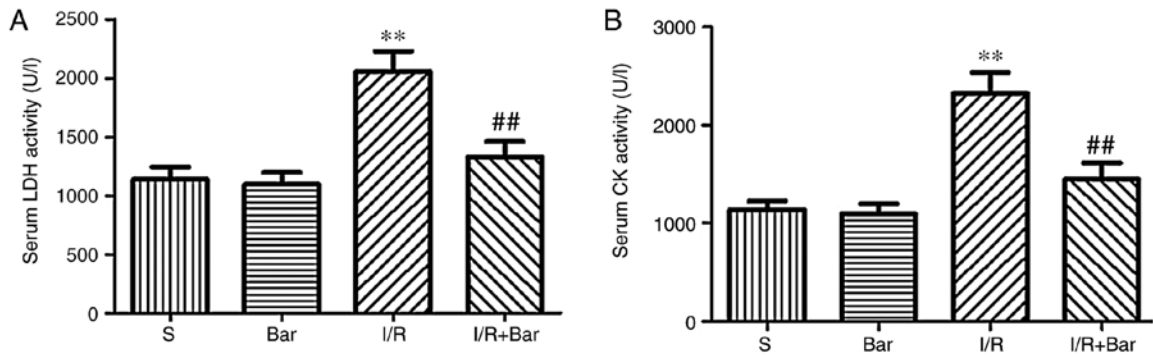 A
Serum LDH activity (U/l)
2500
2000
1500
1000
500
0
**
##
S Bar I/R I/R+Bar
B
Serum CK activity (U/l)
3000
2000
1000
0
**
##
S Bar I/R I/R+Bar